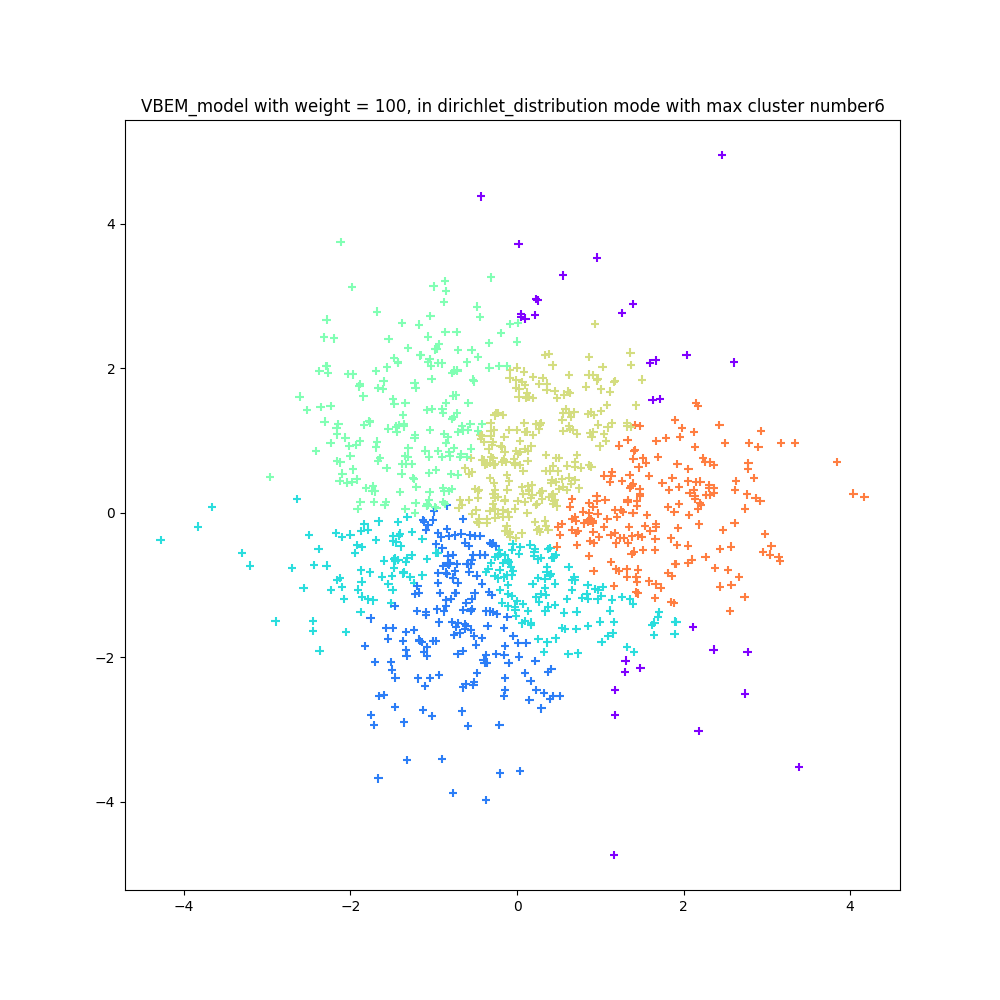 VBEM_model with weight = 100, in dirichlet_distribution mode with max cluster number6
4
2
0
−2
−4
−4 −2 0 2 4